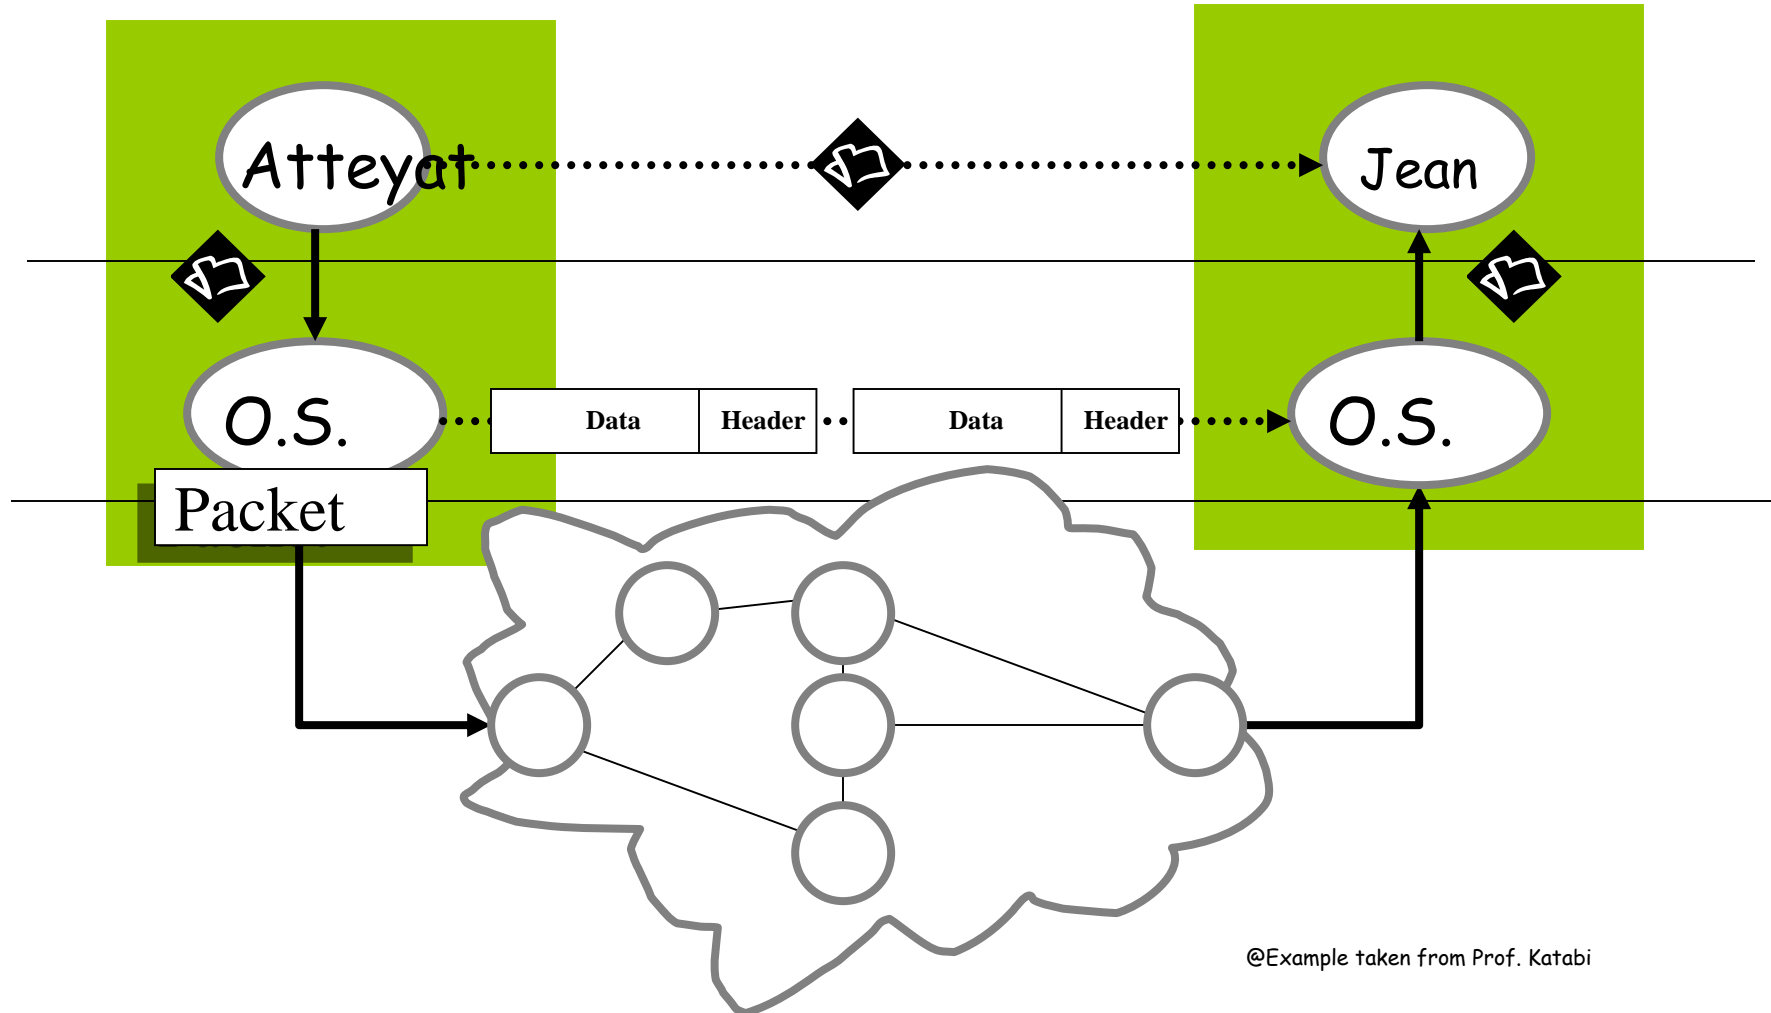 Atteyat
Jean
O.S.
Data Header
Data Header
O.S.
Packet
@Example taken from Prof. Katabi